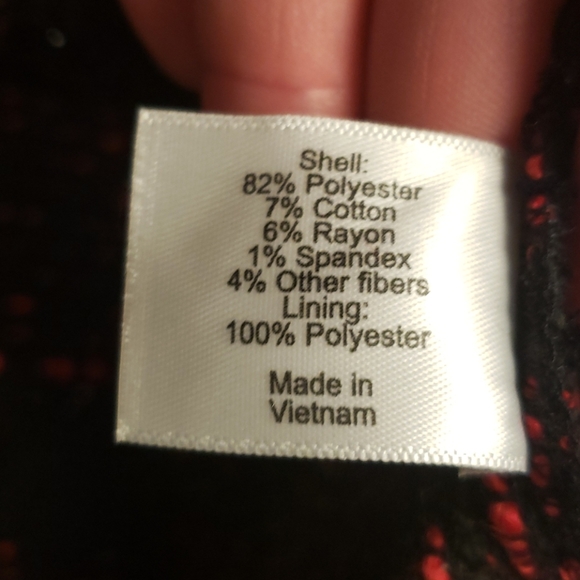 Shell:
82% Polyester
7% Cotton
6% Rayon
1% Spandex
4% Other fibers
Lining:
100% Polyester
Made in
Vietnam